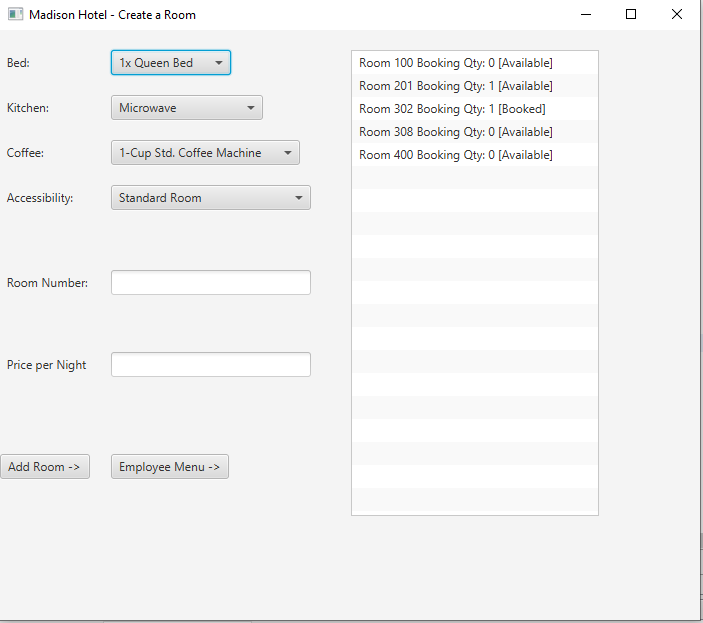 Madison Hotel - Create a Room
Bed:
1x Queen Bed
Kitchen:
Microwave
Coffee:
1-Cup Std. Coffee Machine
Accessibility:
Standard Room
Room Number:
Price per Night
Add Room ->
Employee Menu ->
Room 100 Booking Qty: 0 [Available]
Room 201 Booking Qty: 1 [Available]
Room 302 Booking Qty: 1 [Booked]
Room 308 Booking Qty: 0 [Available]
Room 400 Booking Qty: 0 [Available]